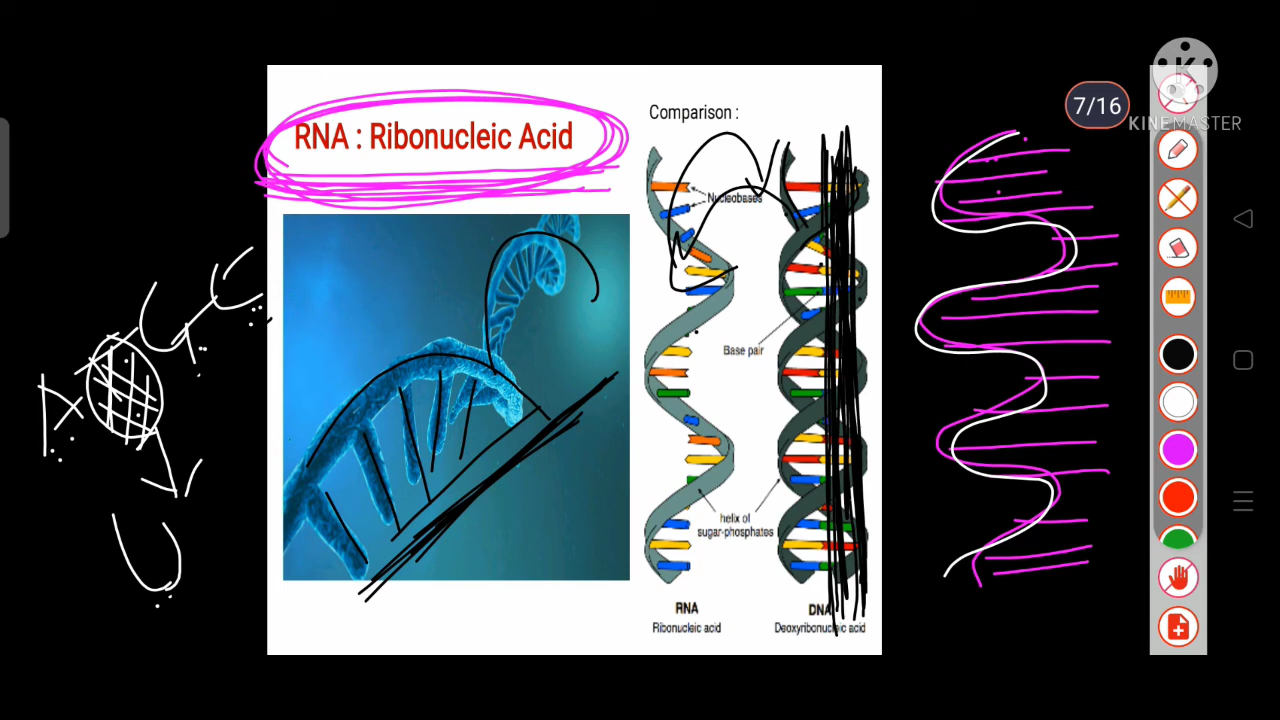 7/16
KINEMASTER
RNA : Ribonucleic Acid
Comparison :
Nucleobases
Base pair
helix of
sugar-phosphates
RNA
Ribonucleic acid
DNA
Deoxyribonucleic acid
A T G C
U